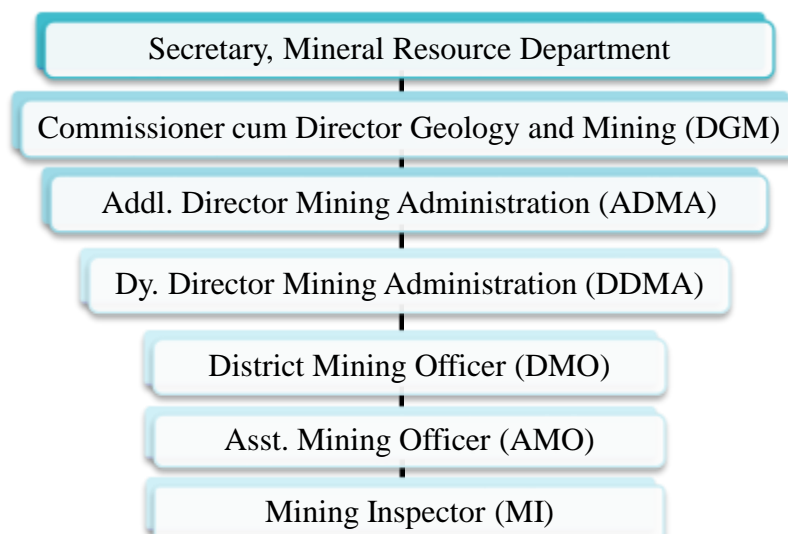 Secretary, Mineral Resource Department
Commissioner cum Director Geology and Mining (DGM)
Addl. Director Mining Administration (ADMA)
Dy. Director Mining Administration (DDMA)
District Mining Officer (DMO)
Asst. Mining Officer (AMO)
Mining Inspector (MI)